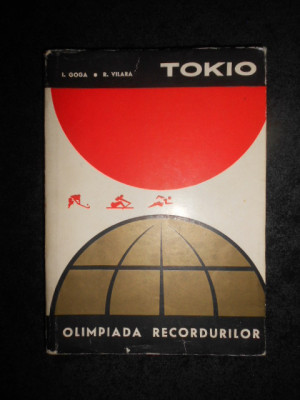 I. GOGA ■ R. VILARA TOKIO
OLIMPIADA RECORDURILOR